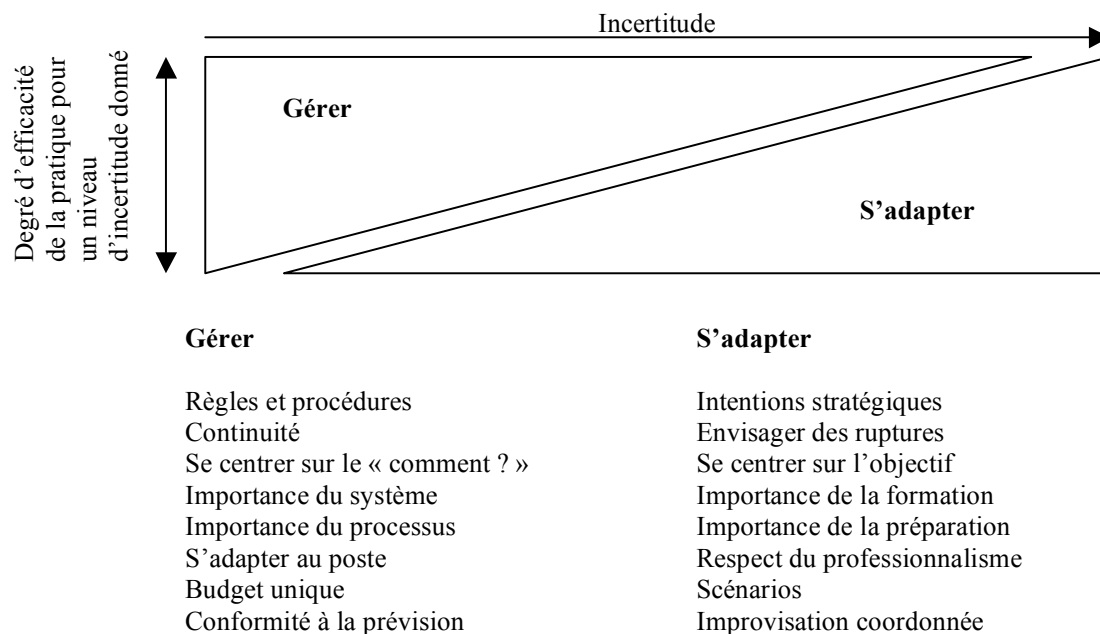 Incertitude
Degré d’efficacité
de la pratique pour
un niveau
d’incertitude donné
Gérer
S’adapter
Gérer
S’adapter
Règles et procédures
Intentions stratégiques
Continuité
Envisager des ruptures
Se centrer sur le « comment ? »
Se centrer sur l’objectif
Importance du système
Importance de la formation
Importance du processus
Importance de la préparation
S’adapter au poste
Respect du professionnalisme
Budget unique
Scénarios
Conformité à la prévision
Improvisation coordonnée